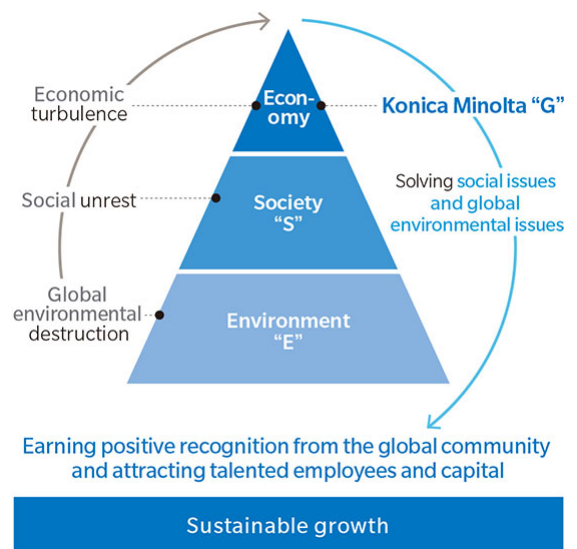 Economic
turbulence
Econ-
omy
Konica Minolta “G”
Solving social issues
and global
environmental issues
Social unrest
Society
“S”
Global
environmental
destruction
Environment
“E”
Earning positive recognition from the global community
and attracting talented employees and capital
Sustainable growth